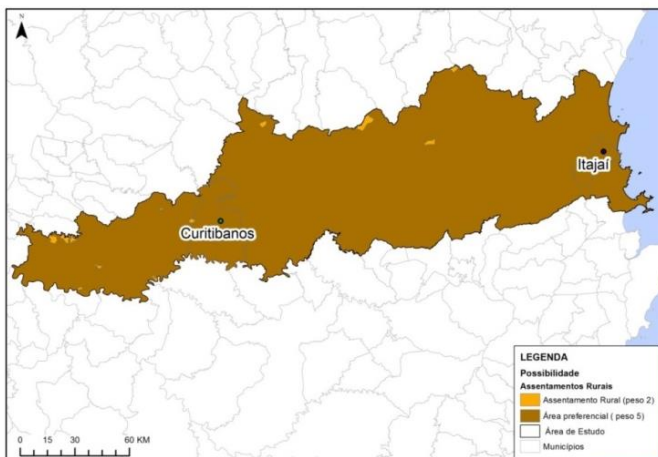 N
Itajaí
Curitibanos
LEGENDA
Possibilidade
Assentamentos Rurais
Assentamento Rural (peso 2)
Área preferencial ( peso 5)
Área de Estudo
Municípios
0 15 30 60 KM